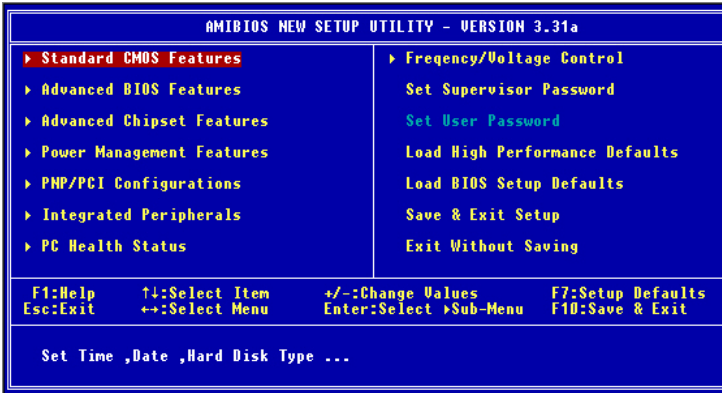 AMIBIOS NEW SETUP UTILITY - VERSION 3.31a
▸ Standard CMOS Features
▸ Advanced BIOS Features
▸ Advanced Chipset Features
▸ Power Management Features
▸ PNP/PCI Configurations
▸ Integrated Peripherals
▸ PC Health Status
▸ Freqency/Voltage Control
Set Supervisor Password
Set User Password
Load High Performance Defaults
Load BIOS Setup Defaults
Save & Exit Setup
Exit Without Saving
F1:Help ↑↓:Select Item +/-:Change Values F7:Setup Defaults
Esc:Exit ←→:Select Menu Enter:Select ▸Sub-Menu F10:Save & Exit
Set Time ,Date ,Hard Disk Type ...